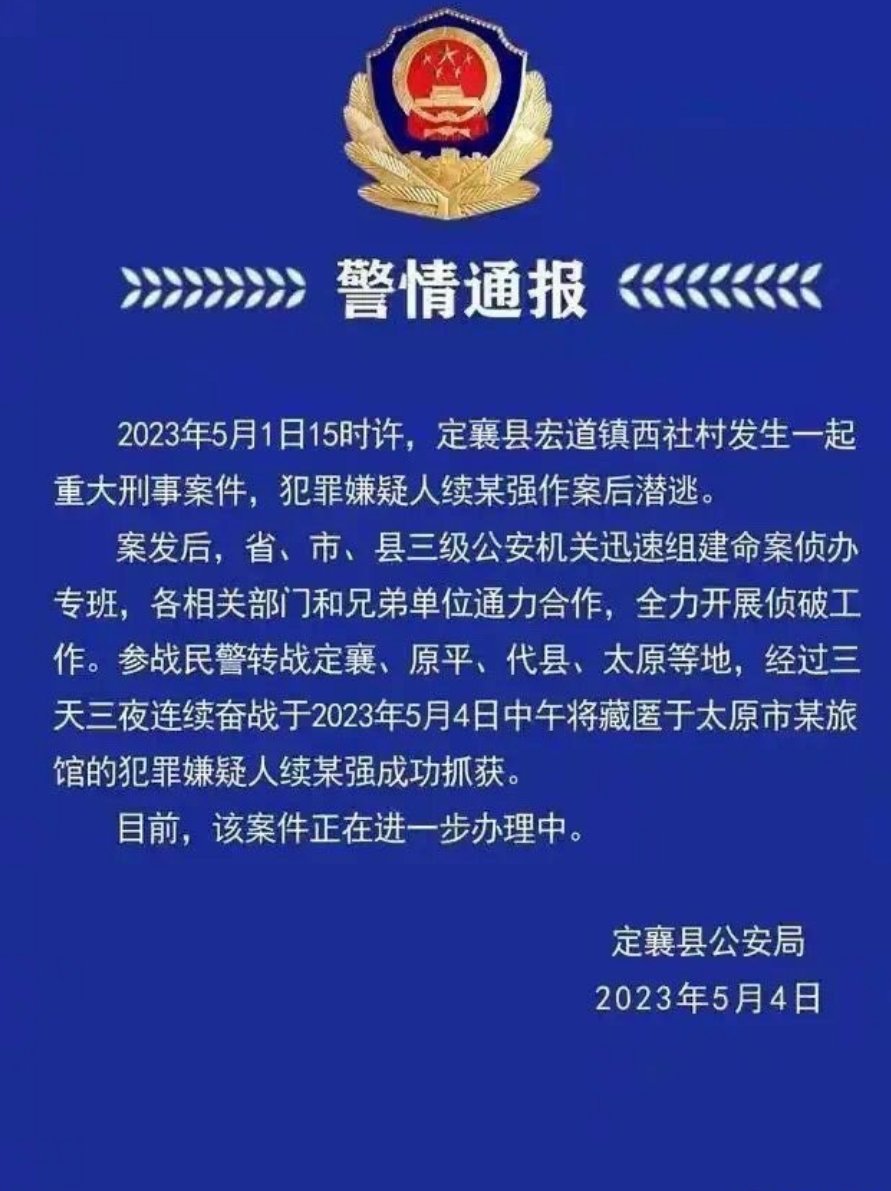 警情通报
2023年5月1日15时许，定襄县宏道镇西社村发生一起
重大刑事案件，犯罪嫌疑人续某强作案后潜逃。
案发后，省、市、县三级公安机关迅速组建命案侦办
专班，各相关部门和兄弟单位通力合作，全力开展侦破工
作。参战民警转战定襄、原平、代县、太原等地，经过三
天三夜连续奋战于2023年5月4日中午将藏匿于太原市某旅
馆的犯罪嫌疑人续某强成功抓获。
目前，该案件正在进一步办理中。
定襄县公安局
2023年5月4日